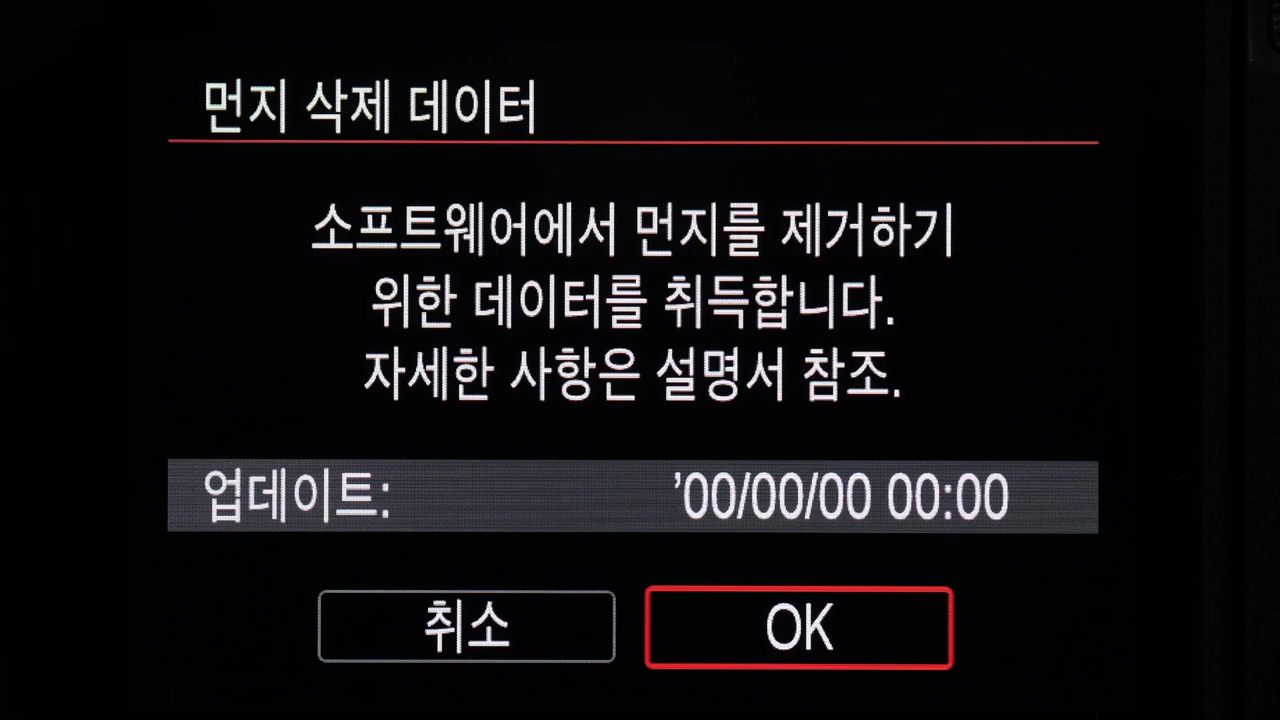 먼지 삭제 데이터
소프트웨어에서 먼지를 제거하기
위한 데이터를 취득합니다.
자세한 사항은 설명서 참조.
업데이트: '00/00/00 00:00
취소 OK